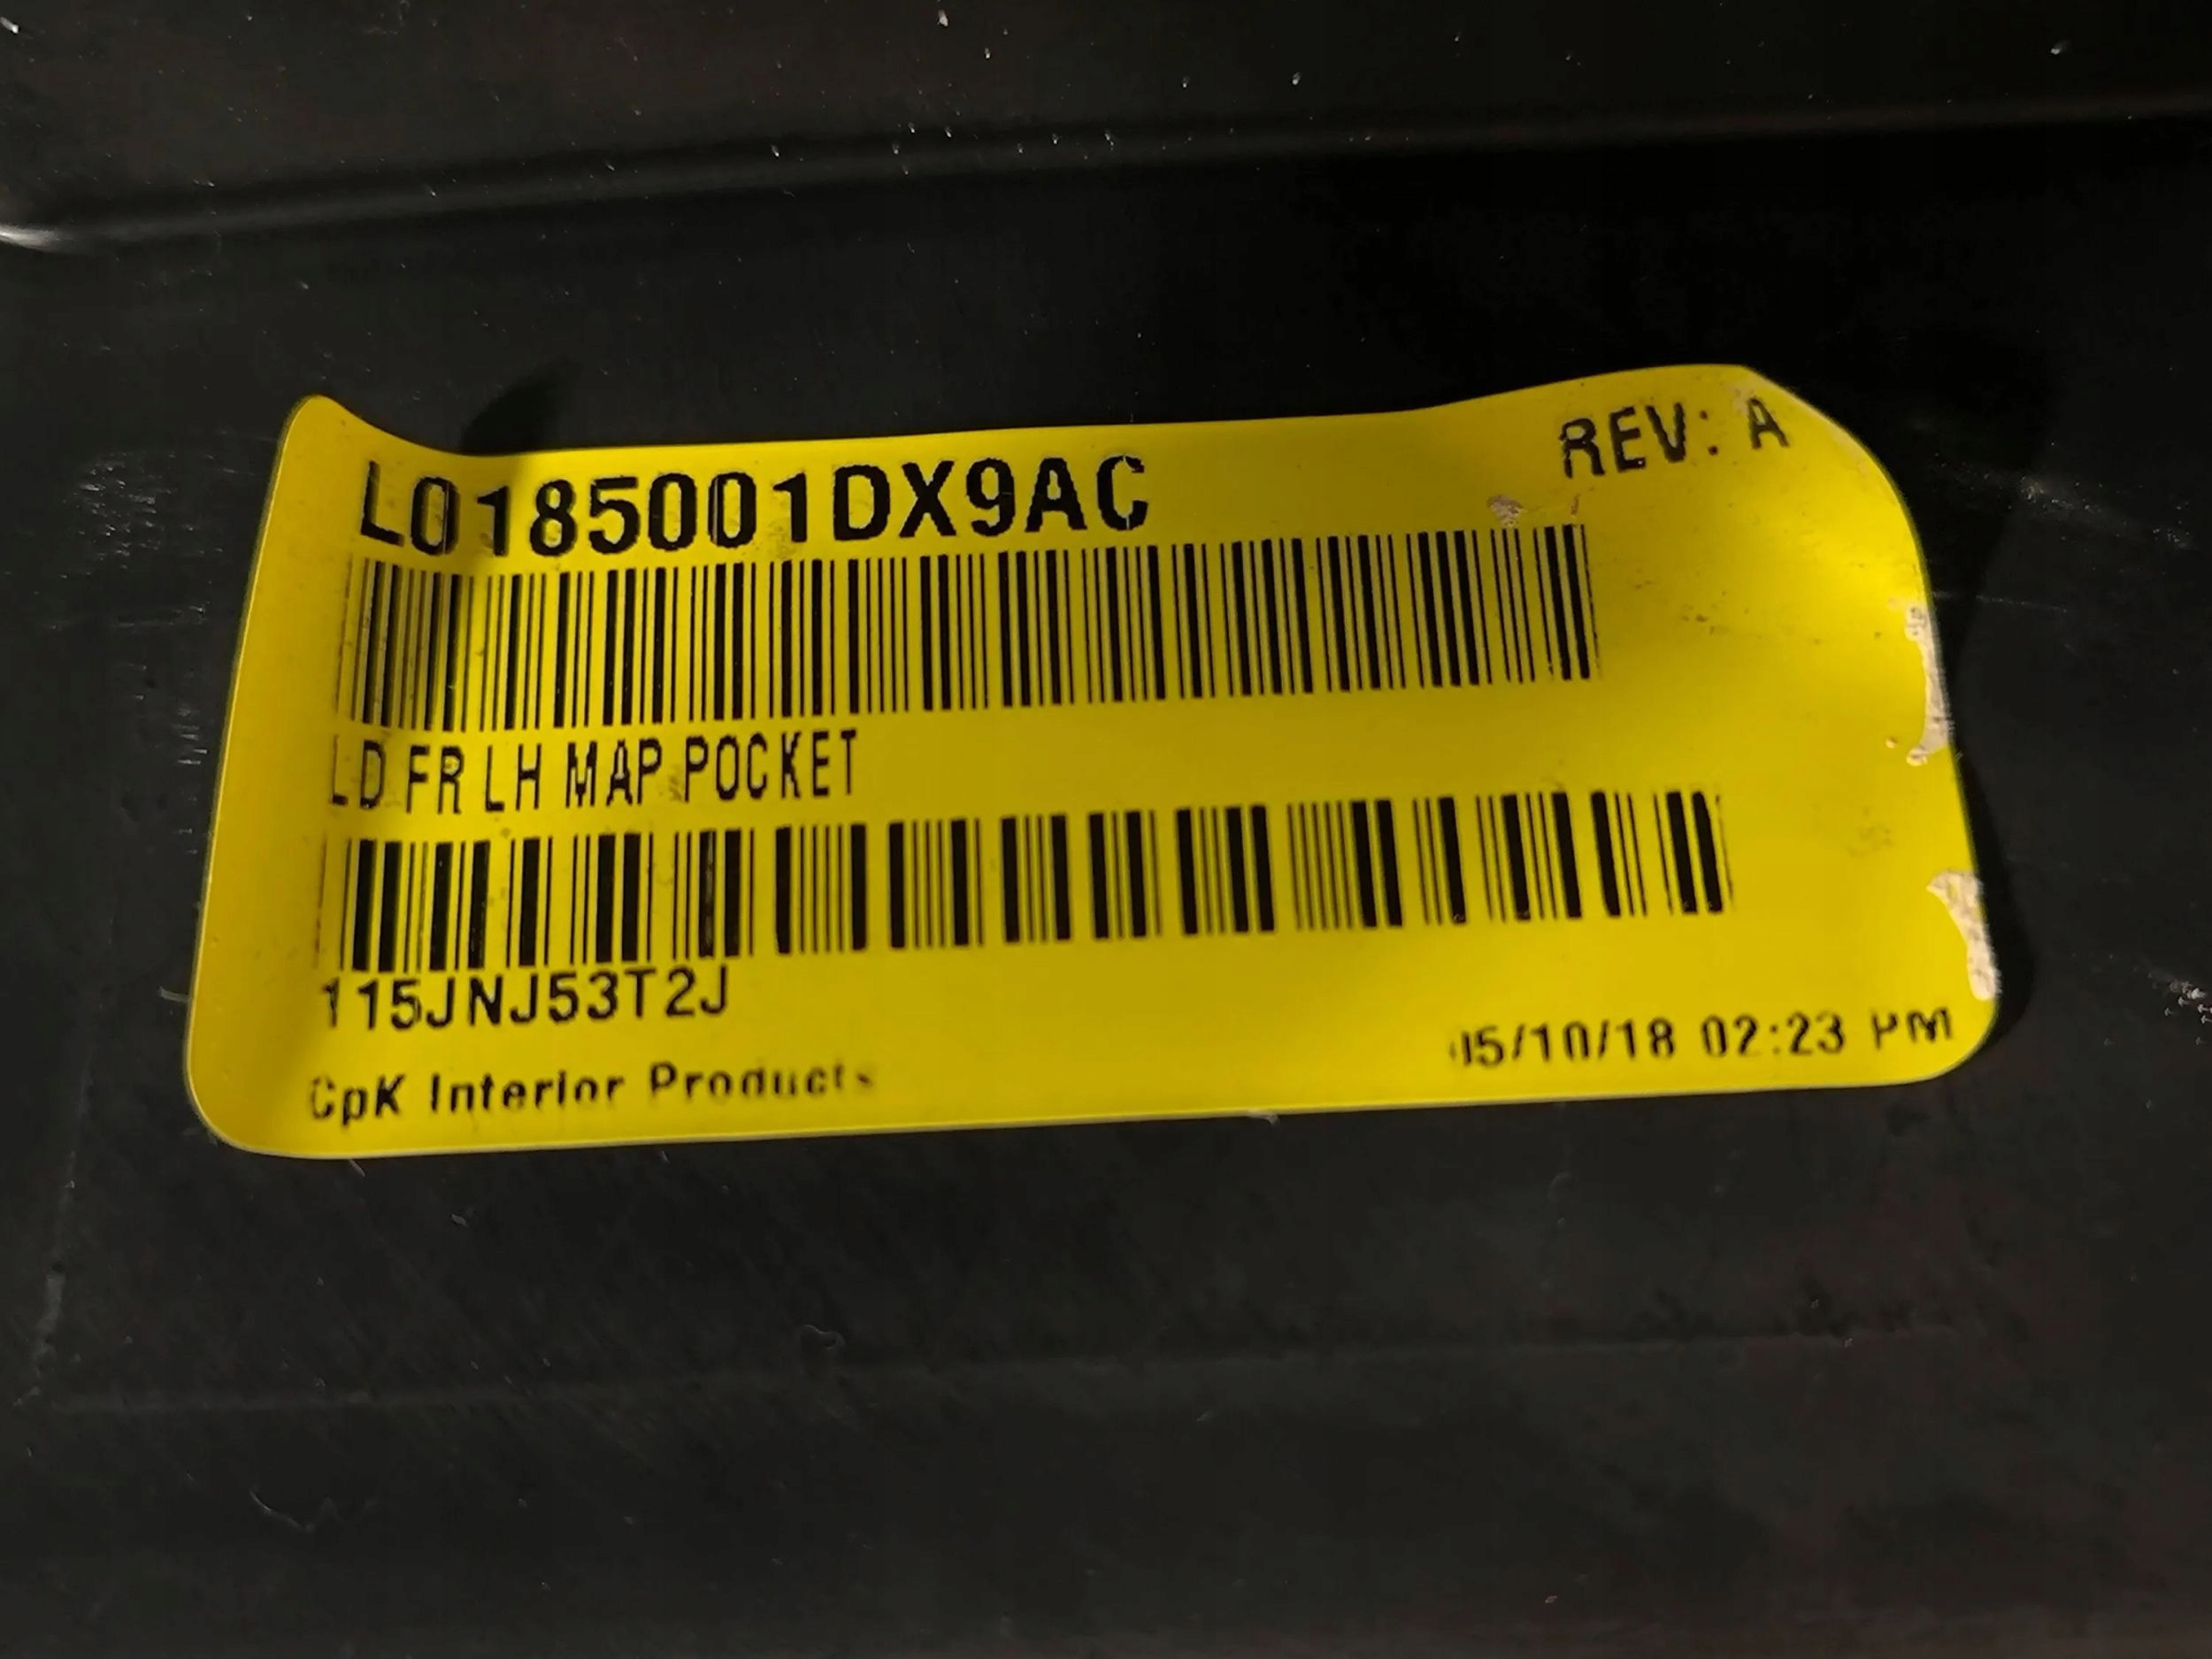 L0185001DX9AC
REV: A
LD FR LH MAP POCKET
115JNJ53T2J
CpK Interior Products
05/10/18 02:23 PM